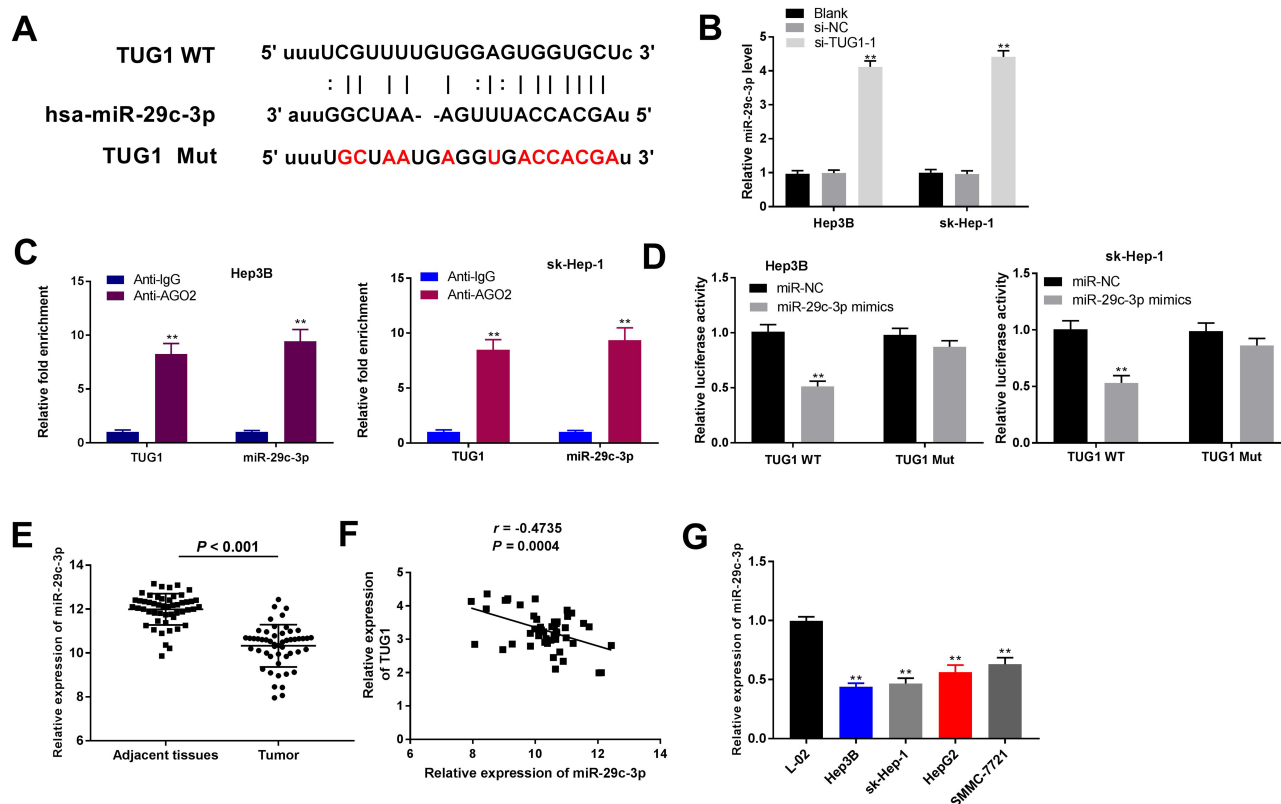 A
TUG1 WT 5' uuuUCGUUUUGUGGAGUGGUGCUc 3'
: || || | :|: | |||| ||||
hsa-miR-29c-3p 3' auuGGCUAA- -AGUUUACCACGAu 5'
TUG1 Mut 5' uuuUGCUAAUGAGGUGACCACGAu 3'
B
Blank
si-NC
si-TUG1-1
Relative miR-29c-3p level
5
4
3
2
1
0
** **
Hep3B sk-Hep-1
C
Hep3B
Anti-IgG
Anti-AGO2
Relative fold enrichment
15
10
5
0
** **
TUG1 miR-29c-3p
sk-Hep-1
Anti-IgG
Anti-AGO2
Relative fold enrichment
15
10
5
0
** **
TUG1 miR-29c-3p
D
Hep3B
miR-NC
miR-29c-3p mimics
Relative luciferase activity
1.5
1.0
0.5
0.0
**
TUG1 WT TUG1 Mut
sk-Hep-1
miR-NC
miR-29c-3p mimics
Relative luciferase activity
1.5
1.0
0.5
0.0
**
TUG1 WT TUG1 Mut
E
P < 0.001
Relative expression of miR-29c-3p
14
12
10
8
6
Adjacent tissues Tumor
F
r = -0.4735
P = 0.0004
Relative expression
of TUG1
5
4
3
2
1
0
6 8 10 12 14
Relative expression of miR-29c-3p
G
Relative expression of miR-29c-3p
1.5
1.0
0.5
0.0
** ** ** **
L-02 Hep3B sk-Hep-1 HepG2 SMMC-7721